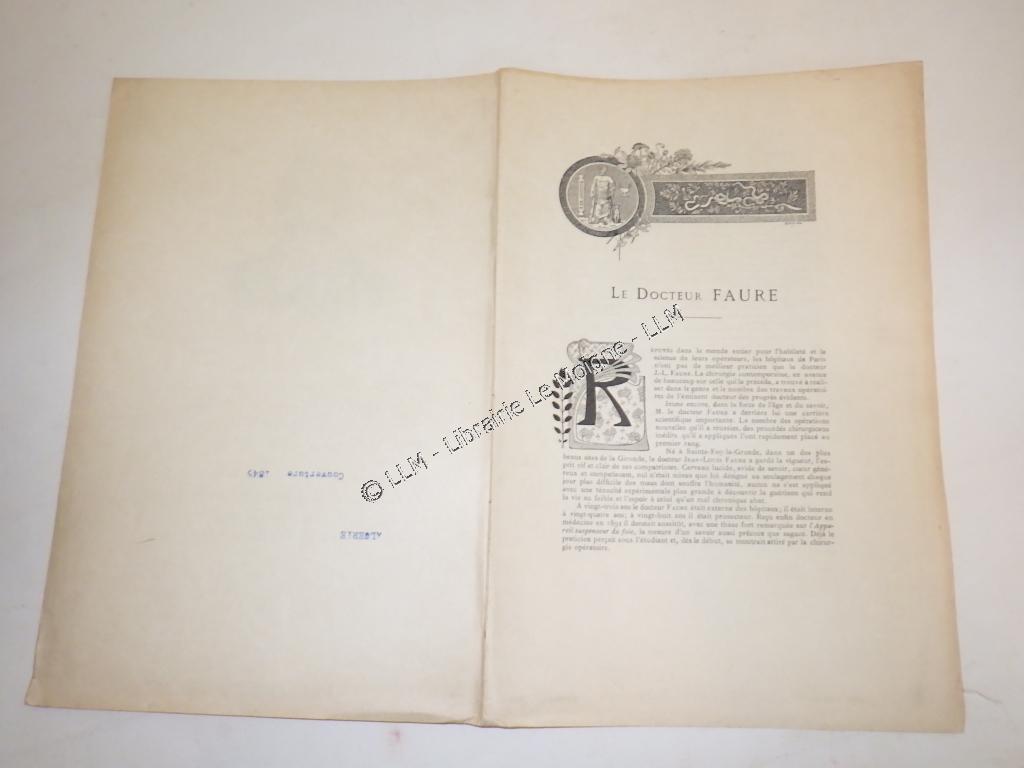 Couverture 1849
ALGERIE
© LLM - Librairie Le Moigne - LLM
LE DOCTEUR FAURE
RÉPUTÉS dans le monde entier pour l'habileté et la
science de leurs opérateurs, les hôpitaux de Paris
n'ont pas de meilleur praticien que le docteur
J.-L. FAURE. La chirurgie contemporaine, en avance
de beaucoup sur celle qui la précéda, a trouvé à réali-
ser dans le genre et le nombre des travaux opératoi-
res de l'éminent docteur des progrès évidents.
Jeune encore, dans la force de l'âge et du savoir,
M. le docteur FAURE a derrière lui une carrière
scientifique importante. Le nombre des opérations
nouvelles qu'il a réussies, des procédés chirurgicaux
inédits qu'il a appliqués l'ont rapidement placé au
premier rang.
Né à Sainte-Foy-la-Grande, dans un des plus
beaux sites de la Gironde, le docteur JEAN-LOUIS FAURE a gardé la vigueur, l'es-
prit vif et clair de ses compatriotes. Cerveau lucide, avide de savoir, cœur géné-
reux et compatissant, nul n'était mieux que lui désigné au soulagement chaque
jour plus difficile des maux dont souffre l'humanité, aucun ne s'est appliqué
avec une ténacité expérimentale plus grande à découvrir la guérison qui rend
la vie au faible et l'espoir à celui qu'un mal chronique abat.
A vingt-trois ans le docteur FAURE était externe des hôpitaux; il était interne
à vingt-quatre ans; à vingt-huit ans il était prosecteur. Reçu enfin docteur en
médecine en 1892 il donnait aussitôt, avec une thèse fort remarquée sur l'Appa-
reil suspenseur du foie, la mesure d'un savoir aussi précoce que sagace. Déjà le
praticien perçait sous l'étudiant et, dès le début, se montrait attiré par la chirur-
gie opératoire.